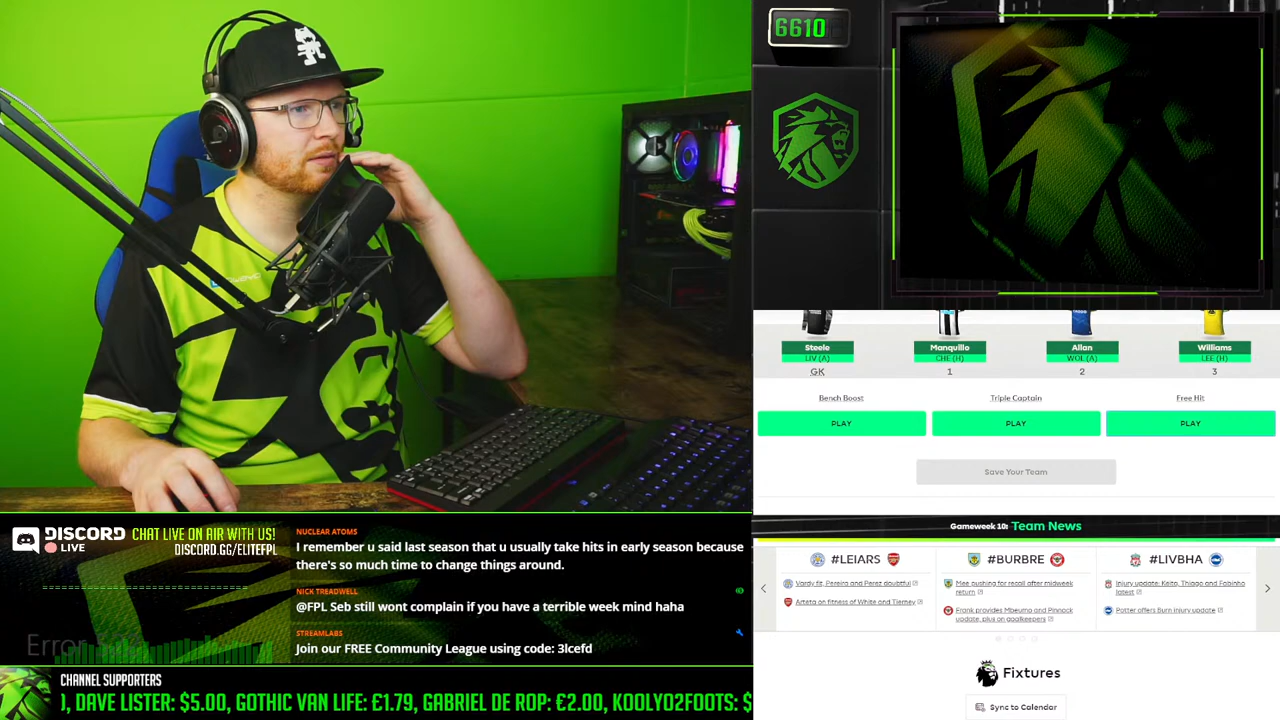 6610
Steele
LIV (A)
GK
Manquillo
CHE (H)
1
Allan
WOL (A)
2
Williams
LEE (H)
3
Bench Boost
Triple Captain
Free Hit
PLAY
PLAY
PLAY
Save Your Team
Gameweek 10: Team News
#LEIARS
Vardy fit, Pereira and Perez doubtful
Arteta on fitness of White and Tierney
#BURBRE
Mee pushing for recall after midweek
return
Frank provides Mbeumo and Pinnock
update, plus on goalkeepers
#LIVBHA
Injury update: Keita, Thiago and Fabinho
latest
Potter offers Burn injury update
Fixtures
Sync to Calendar
DISCORD
LIVE
CHAT LIVE ON AIR WITH US!
DISCORD.GG/ELITEFPL
NUCLEAR ATOMS
I remember u said last season that u usually take hits in early season because
there's so much time to change things around.
NICK TREADWELL
@FPL Seb still wont complain if you have a terrible week mind haha
STREAMLABS
Join our FREE Community League using code: 3lcefd
Error
CHANNEL SUPPORTERS
), DAVE LISTER: $5.00, GOTHIC VAN LIFE: £1.79, GABRIEL DE ROP: €2.00, KOOLYO2FOOTS: $